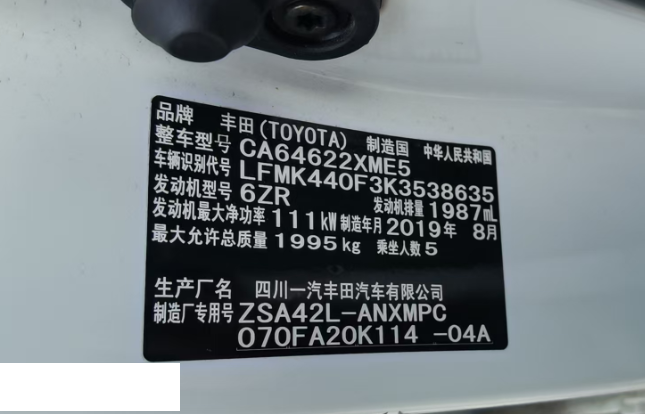 品牌 丰田(TOYOTA) 制造国 中华人民共和国
整车型号 CA64622XME5
车辆识别代号 LFMK440F3K3538635
发动机型号 6ZR 发动机排量 1987mL
发动机最大净功率 111kW 制造年月 2019年 8月
最大允许总质量 1995kg 乘坐人数 5
生产厂名 四川一汽丰田汽车有限公司
制造厂专用号 ZSA42L-ANXMPC
070FA20K114 -04A